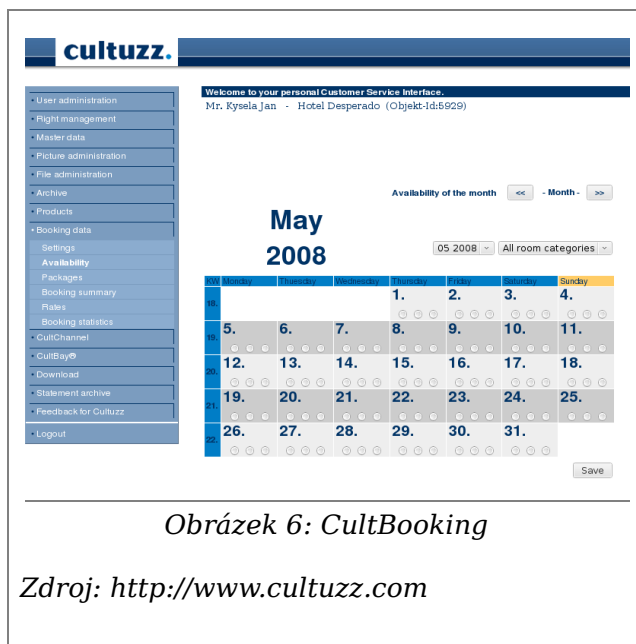 cultuzz.
Welcome to your personal Customer Service Interface.
Mr. Kysela Jan - Hotel Desperado (Objekt-Id:5929)
User administration
Right management
Master data
Picture administration
File administration
Archive
Products
Booking data
Settings
Availability
Packages
Booking summary
Rates
Booking statistics
CultChannel
CultBay®
Download
Statement archive
Feedback for Cultuzz
Logout
Availability of the month << - Month - >>
May
2008
05 2008 All room categories
KW Monday Thuesday Wednesday Thursday Friday Saturday Sunday
18. 1. 2. 3. 4.
19. 5. 6. 7. 8. 9. 10. 11.
20. 12. 13. 14. 15. 16. 17. 18.
21. 19. 20. 21. 22. 23. 24. 25.
22. 26. 27. 28. 29. 30. 31.
Save
Obrázek 6: CultBooking
Zdroj: http://www.cultuzz.com